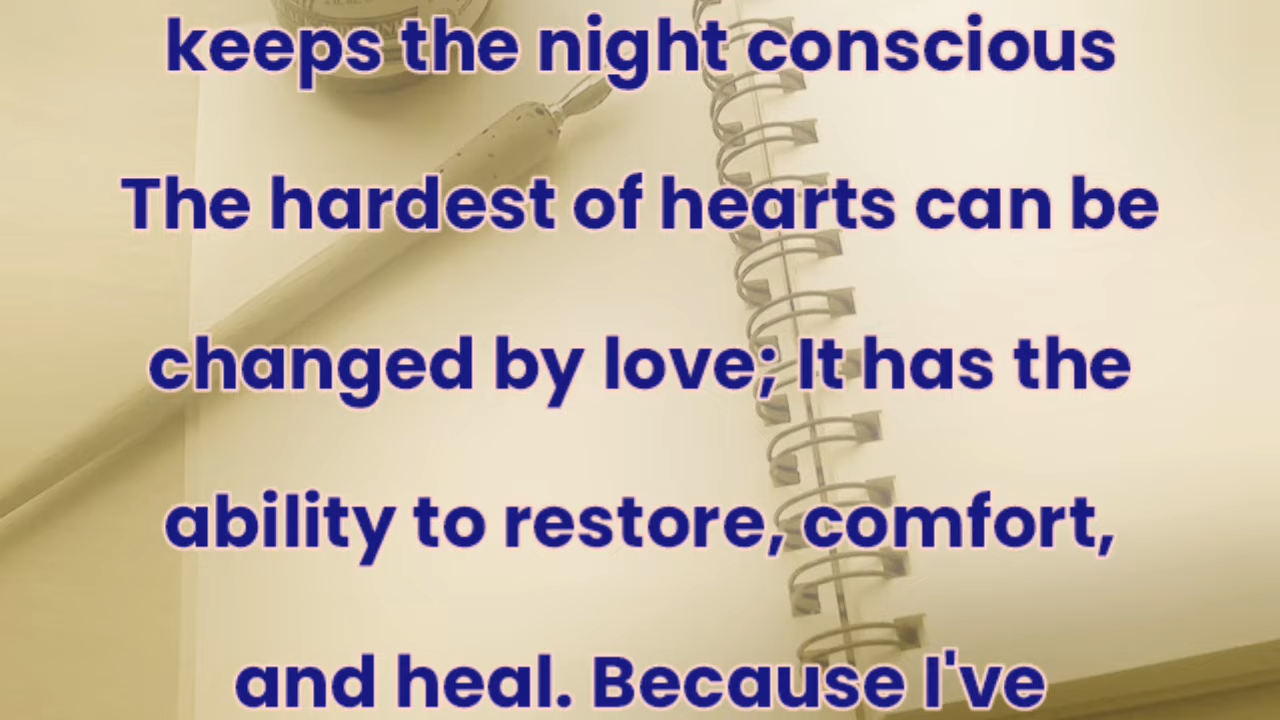 keeps the night conscious
The hardest of hearts can be
changed by love; It has the
ability to restore, comfort,
and heal. Because I've